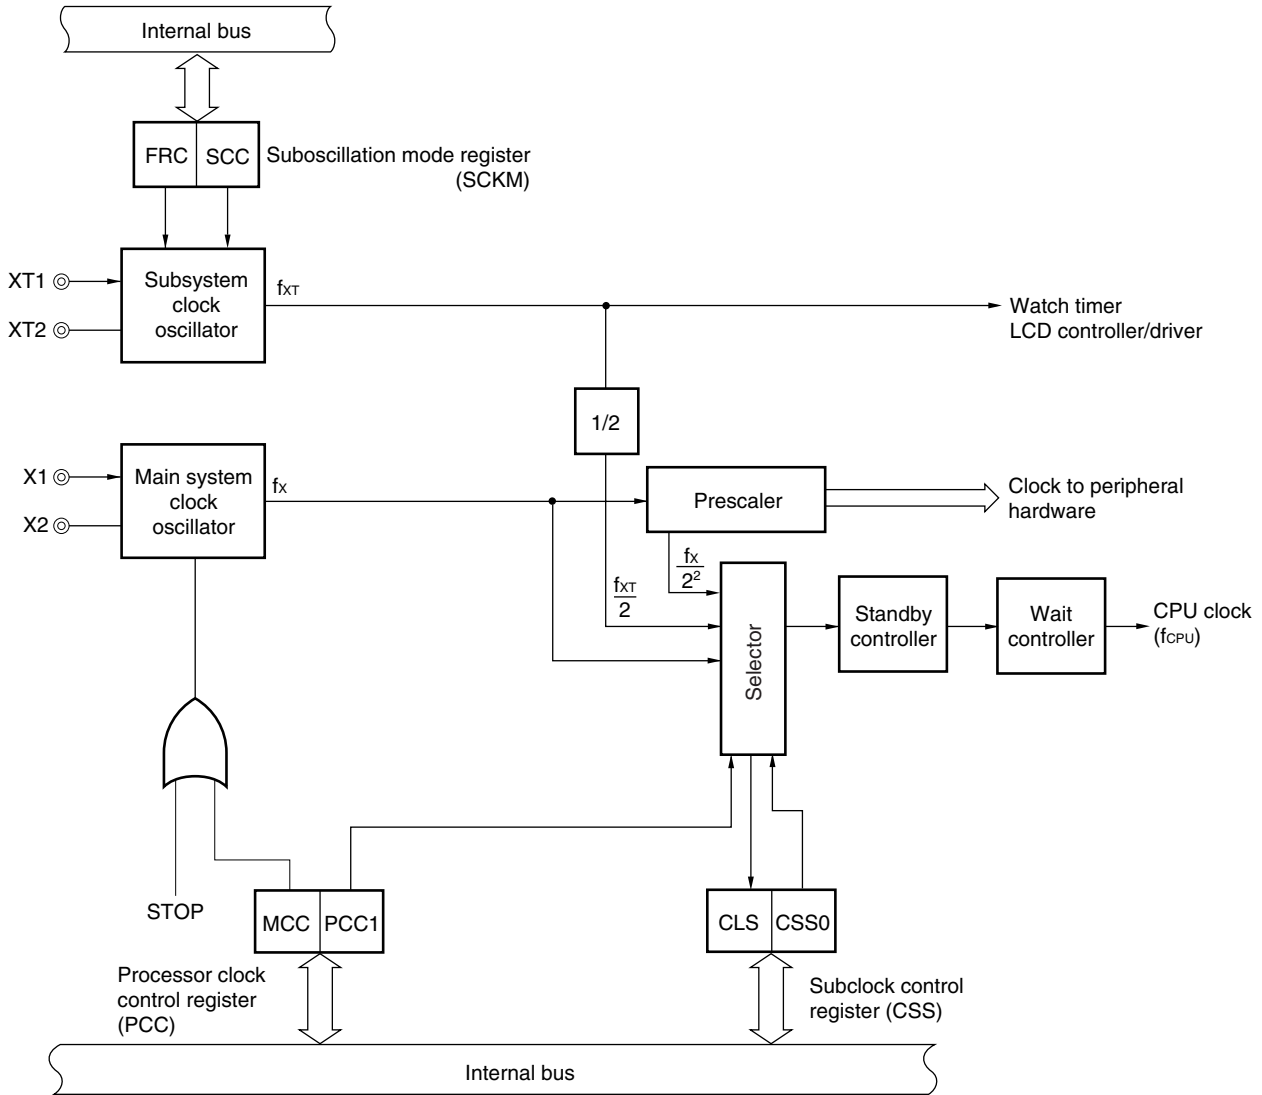 Internal bus
FRC
SCC
Suboscillation mode register
(SCKM)
XT1
XT2
Subsystem
clock
oscillator
fXT
Watch timer
LCD controller/driver
1/2
X1
X2
Main system
clock
oscillator
fX
Prescaler
Clock to peripheral
hardware
fX
2²
fXT
2
Selector
Standby
controller
Wait
controller
CPU clock
(fCPU)
STOP
MCC
PCC1
CLS
CSS0
Processor clock
control register
(PCC)
Subclock control
register (CSS)
Internal bus